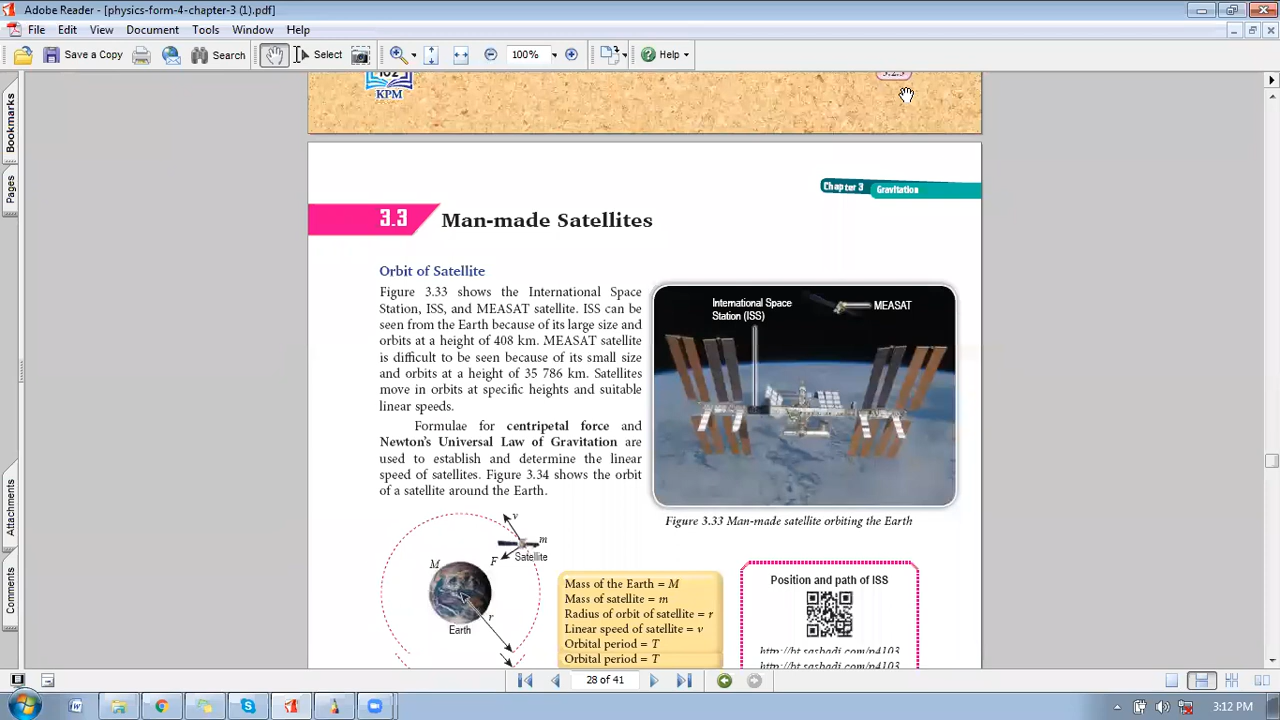 Adobe Reader - [physics-form-4-chapter-3 (1).pdf]
File Edit View Document Tools Window Help
Save a Copy Search Select 100% Help
Bookmarks
Pages
Attachments
Comments
102
KPM
3.2.3
Chapter 3 Gravitation
3.3 Man-made Satellites
Orbit of Satellite
Figure 3.33 shows the International Space
Station, ISS, and MEASAT satellite. ISS can be
seen from the Earth because of its large size and
orbits at a height of 408 km. MEASAT satellite
is difficult to be seen because of its small size
and orbits at a height of 35 786 km. Satellites
move in orbits at specific heights and suitable
linear speeds.
Formulae for centripetal force and
Newton's Universal Law of Gravitation are
used to establish and determine the linear
speed of satellites. Figure 3.34 shows the orbit
of a satellite around the Earth.
International Space
Station (ISS)
MEASAT
Figure 3.33 Man-made satellite orbiting the Earth
v
m
F
Satellite
M
r
Earth
Mass of the Earth = M
Mass of satellite = m
Radius of orbit of satellite = r
Linear speed of satellite = v
Orbital period = T
Orbital period = T
Position and path of ISS
http://bt.sasbadi.com/p4103
http://bt.sasbadi.com/p4103
28 of 41
3:12 PM